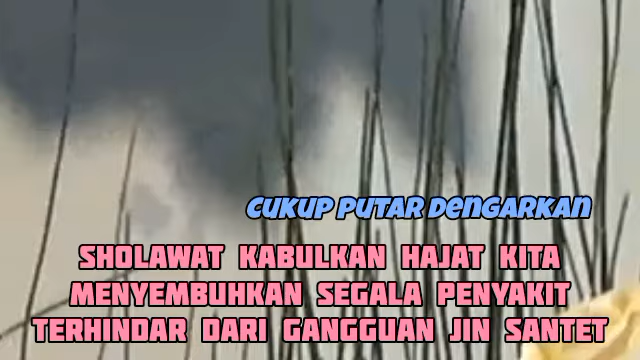 CUKUP PUTAR DENGARKAN
SHOLAWAT KABULKAN HAJAT KITA
MENYEMBUHKAN SEGALA PENYAKIT
TERHINDAR DARI GANGGUAN JIN SANTET